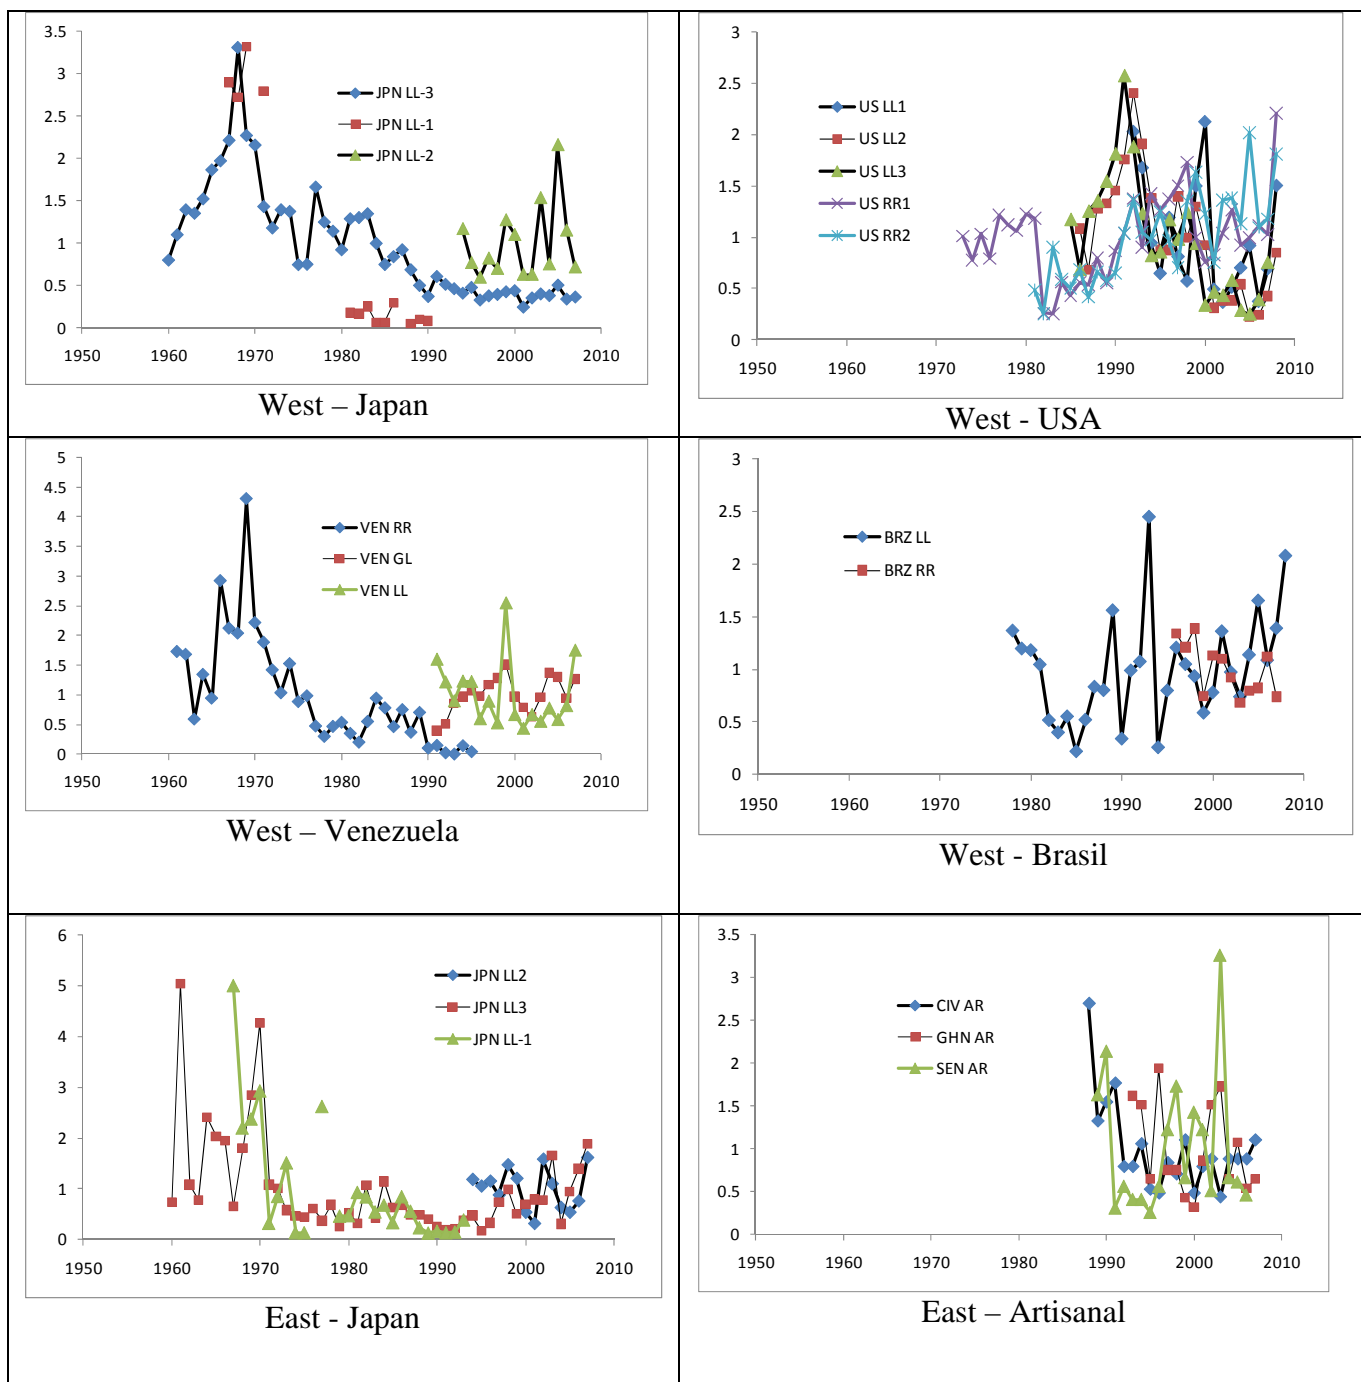 3.5
3
2.5
2
1.5
1
0.5
0
1950 1960 1970 1980 1990 2000 2010
JPN LL-3
JPN LL-1
JPN LL-2
West – Japan
3
2.5
2
1.5
1
0.5
0
1950 1960 1970 1980 1990 2000 2010
US LL1
US LL2
US LL3
US RR1
US RR2
West - USA
5
4.5
4
3.5
3
2.5
2
1.5
1
0.5
0
1950 1960 1970 1980 1990 2000 2010
VEN RR
VEN GL
VEN LL
West – Venezuela
3
2.5
2
1.5
1
0.5
0
1950 1960 1970 1980 1990 2000 2010
BRZ LL
BRZ RR
West - Brasil
6
5
4
3
2
1
0
1950 1960 1970 1980 1990 2000 2010
JPN LL2
JPN LL3
JPN LL-1
East - Japan
3.5
3
2.5
2
1.5
1
0.5
0
1950 1960 1970 1980 1990 2000 2010
CIV AR
GHN AR
SEN AR
East – Artisanal